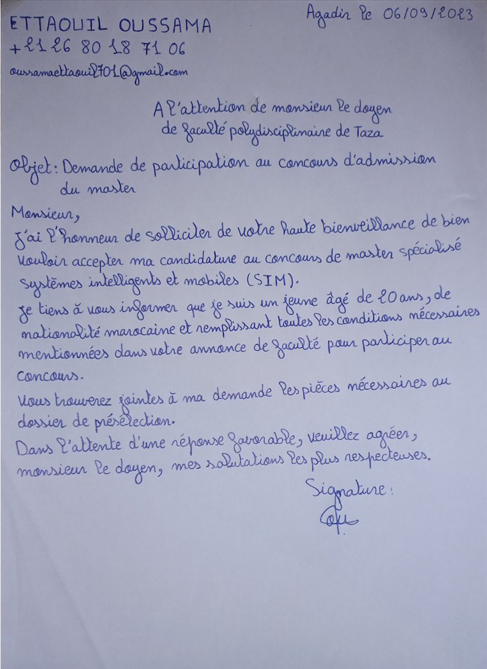 ETTAOUIL OUSSAMA
Agadir le 06/09/2023
+2126 80 18 71 06
oussamaettaouil701@gmail.com
A l'attention de monsieur le doyen
de faculté polydisciplinaire de Taza
Objet: Demande de participation au concours d'admission
du master
Monsieur,
J'ai l'honneur de solliciter de votre haute bienveillance de bien
vouloir accepter ma candidature au concours de master spécialisé
systèmes intelligents et mobiles (SIM).
Je tiens à vous informer que je suis un jeune âgé de 20 ans, de
nationalité marocaine et remplissant toutes les conditions nécessaires
mentionnées dans votre annonce de faculté pour participer au
concours.
Vous trouverez jointes à ma demande les pièces nécessaires au
dossier de présélection.
Dans l'attente d'une réponse favorable, veuillez agréer,
monsieur le doyen, mes salutations les plus respecteuses.
Signature: